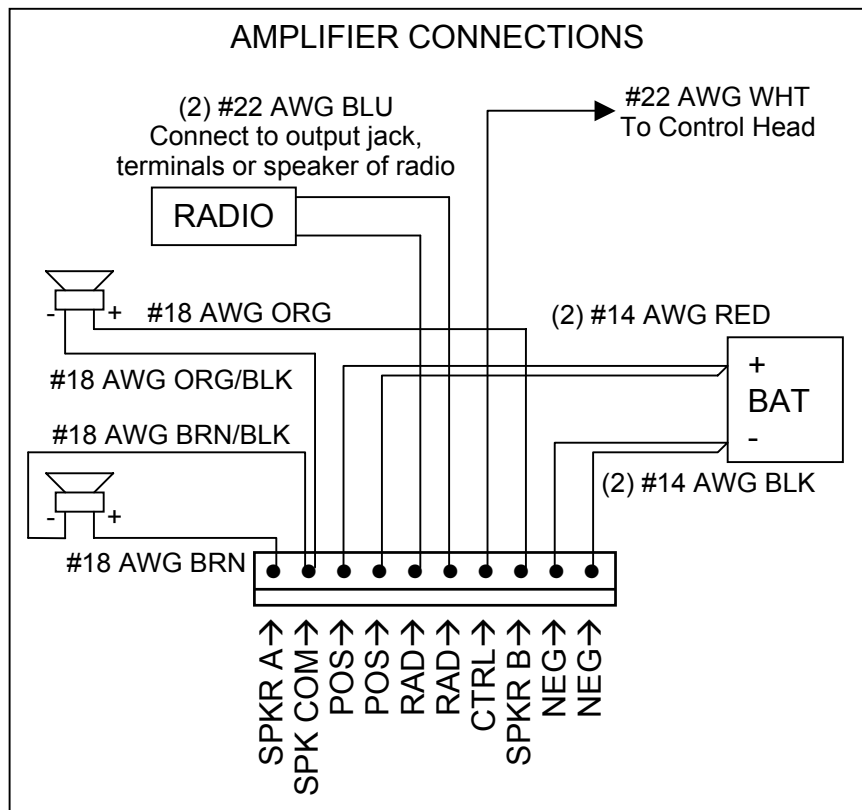 AMPLIFIER CONNECTIONS
(2) #22 AWG BLU
Connect to output jack,
terminals or speaker of radio
#22 AWG WHT
To Control Head
RADIO
- +
#18 AWG ORG
(2) #14 AWG RED
#18 AWG ORG/BLK
+
BAT
-
#18 AWG BRN/BLK
(2) #14 AWG BLK
- +
#18 AWG BRN
SPKR A→
SPK COM→
POS→
POS→
RAD→
RAD→
CTRL→
SPKR B→
NEG→
NEG→